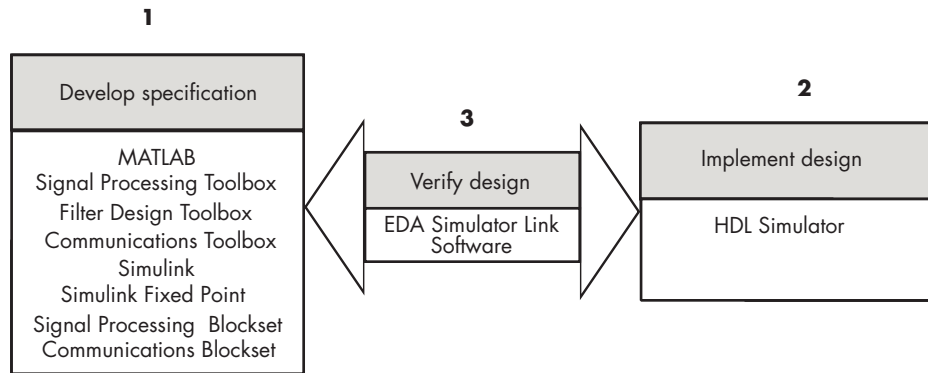 1
Develop specification
MATLAB
Signal Processing Toolbox
Filter Design Toolbox
Communications Toolbox
Simulink
Simulink Fixed Point
Signal Processing Blockset
Communications Blockset
3
Verify design
EDA Simulator Link
Software
2
Implement design
HDL Simulator